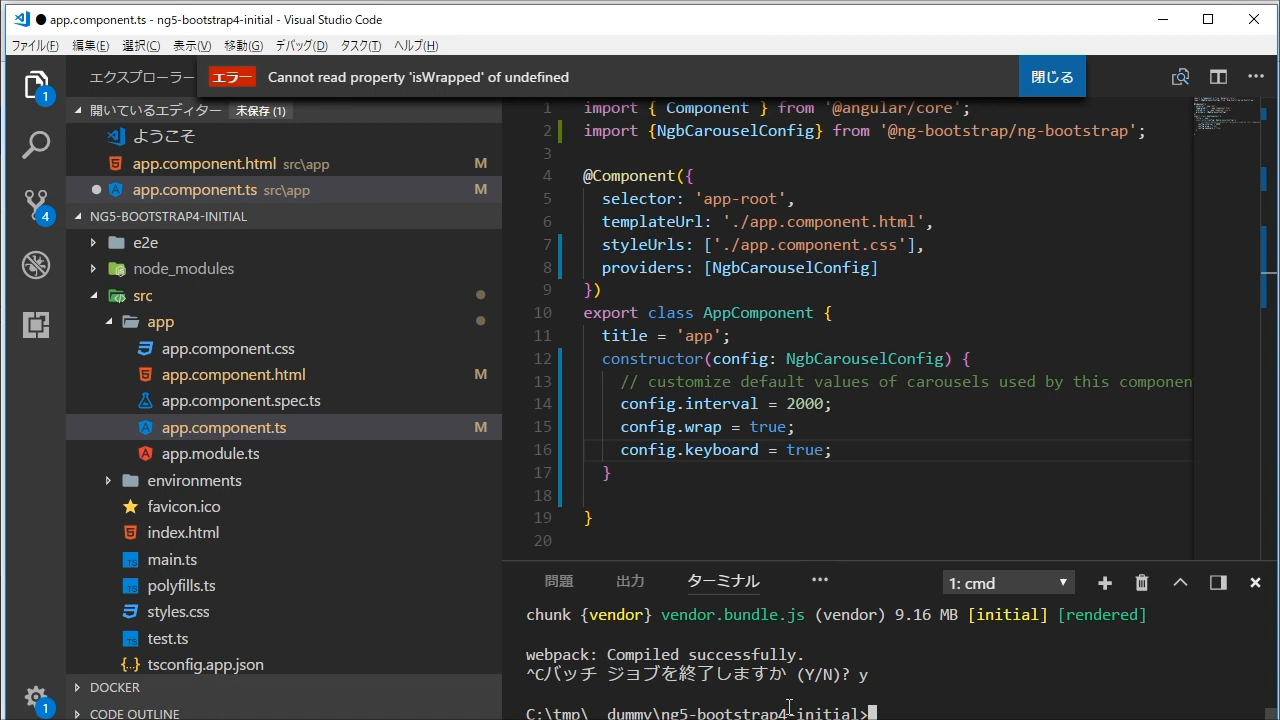 app.component.ts - ng5-bootstrap4-initial - Visual Studio Code
ファイル(F) 編集(E) 選択(C) 表示(V) 移動(G) デバッグ(D) タスク(T) ヘルプ(H)
エクスプローラー
エラー Cannot read property 'isWrapped' of undefined 閉じる
1
開いているエディター 未保存 (1)
ようこそ
app.component.html src\app M
app.component.ts src\app M
4
NG5-BOOTSTRAP4-INITIAL
e2e
node_modules
src
app
app.component.css
app.component.html M
app.component.spec.ts
app.component.ts M
app.module.ts
environments
favicon.ico
index.html
main.ts
polyfills.ts
styles.css
test.ts
tsconfig.app.json
DOCKER
CODE OUTLINE
1
1 import { Component } from '@angular/core';
2 import {NgbCarouselConfig} from '@ng-bootstrap/ng-bootstrap';
3
4 @Component({
5 selector: 'app-root',
6 templateUrl: './app.component.html',
7 styleUrls: ['./app.component.css'],
8 providers: [NgbCarouselConfig]
9 })
10 export class AppComponent {
11 title = 'app';
12 constructor(config: NgbCarouselConfig) {
13 // customize default values of carousels used by this componen
14 config.interval = 2000;
15 config.wrap = true;
16 config.keyboard = true;
17 }
18
19 }
20
問題 出力 ターミナル ••• 1: cmd
chunk {vendor} vendor.bundle.js (vendor) 9.16 MB [initial] [rendered]
webpack: Compiled successfully.
^Cバッチ ジョブを終了しますか (Y/N)? y
C:\tmp\__dummy\ng5-bootstrap4-initial>